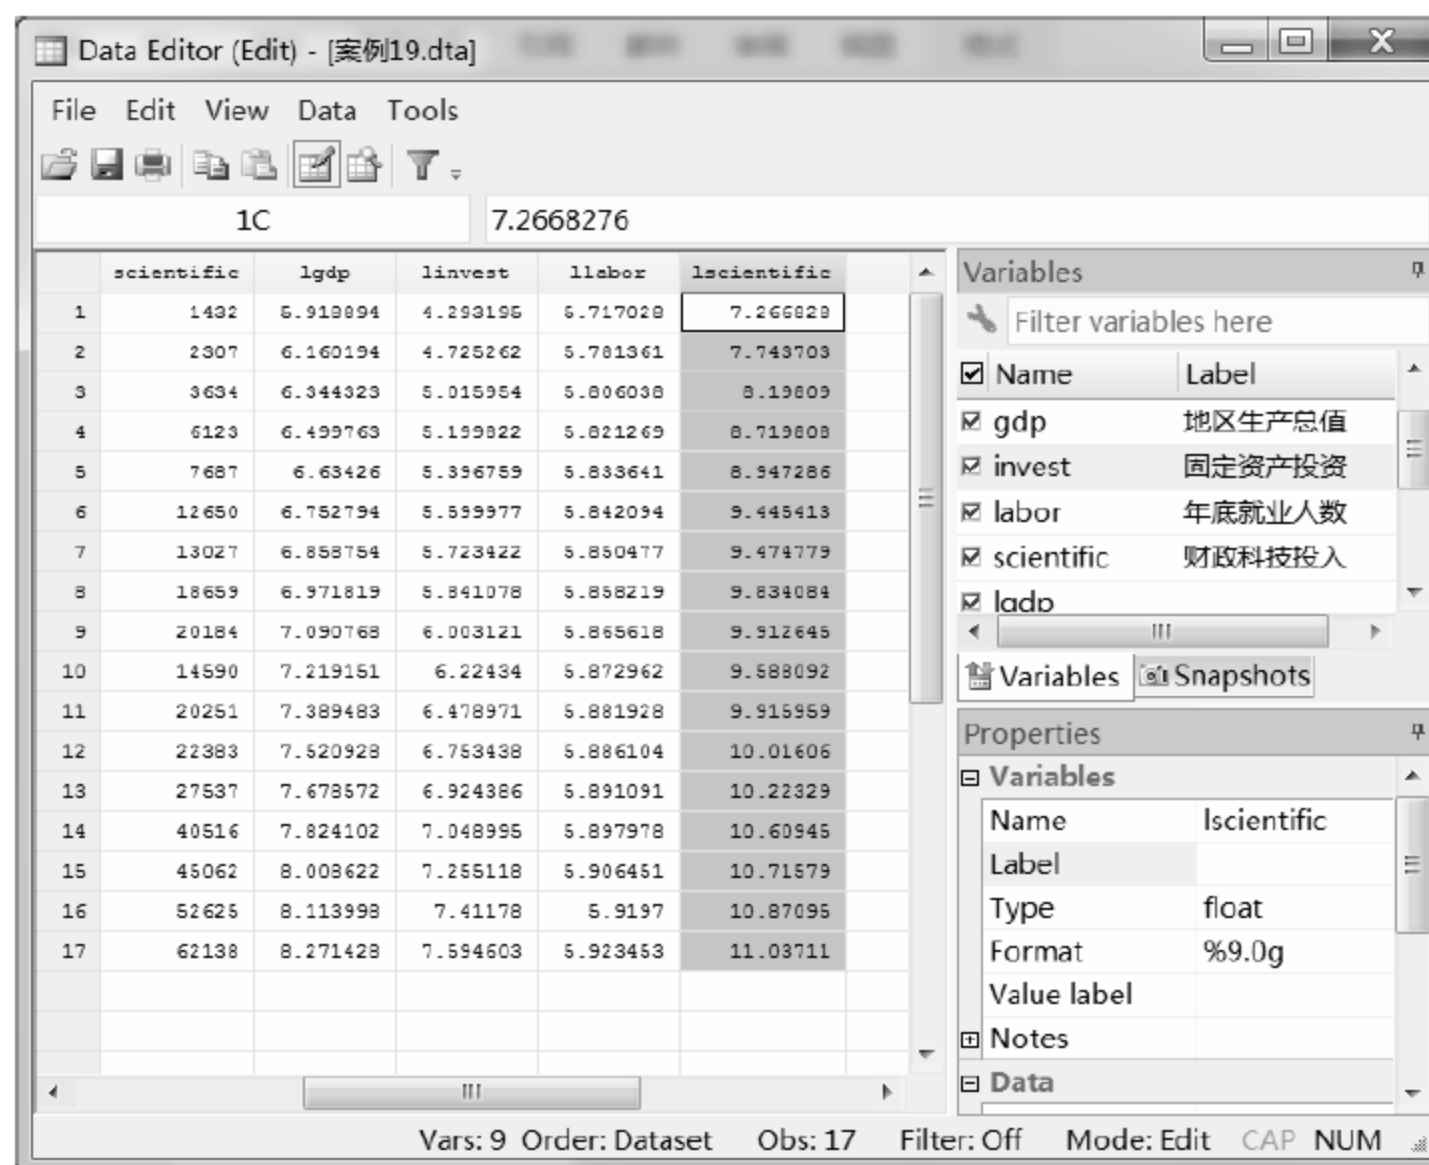 Data Editor (Edit) - [案例19.dta]
File Edit View Data Tools
1C 7.2668276
scientific lgdp linvest llabor lscientific
1 1432 5.918894 4.293195 5.717028 7.266828
2 2307 6.160194 4.725262 5.781361 7.743703
3 3634 6.344323 5.015954 5.806038 8.19809
4 6123 6.499763 5.199822 5.821269 8.719808
5 7687 6.63426 5.396759 5.833641 8.947286
6 12650 6.752794 5.599977 5.842094 9.445413
7 13027 6.858754 5.723422 5.850477 9.474779
8 18659 6.971819 5.841078 5.858219 9.834084
9 20184 7.090768 6.003121 5.865618 9.912645
10 14590 7.219151 6.22434 5.872962 9.588092
11 20251 7.389483 6.478971 5.881928 9.915959
12 22383 7.520928 6.753438 5.886104 10.01606
13 27537 7.678572 6.924386 5.891091 10.22329
14 40516 7.824102 7.048995 5.897978 10.60945
15 45062 8.008622 7.255118 5.906451 10.71579
16 52625 8.113998 7.41178 5.9197 10.87095
17 62138 8.271428 7.594603 5.923453 11.03711
Variables
Filter variables here
Name Label
gdp 地区生产总值
invest 固定资产投资
labor 年底就业人数
scientific 财政科技投入
lgdp
Variables Snapshots
Properties
Variables
Name lscientific
Label
Type float
Format %9.0g
Value label
Notes
Data
Vars: 9 Order: Dataset Obs: 17 Filter: Off Mode: Edit CAP NUM